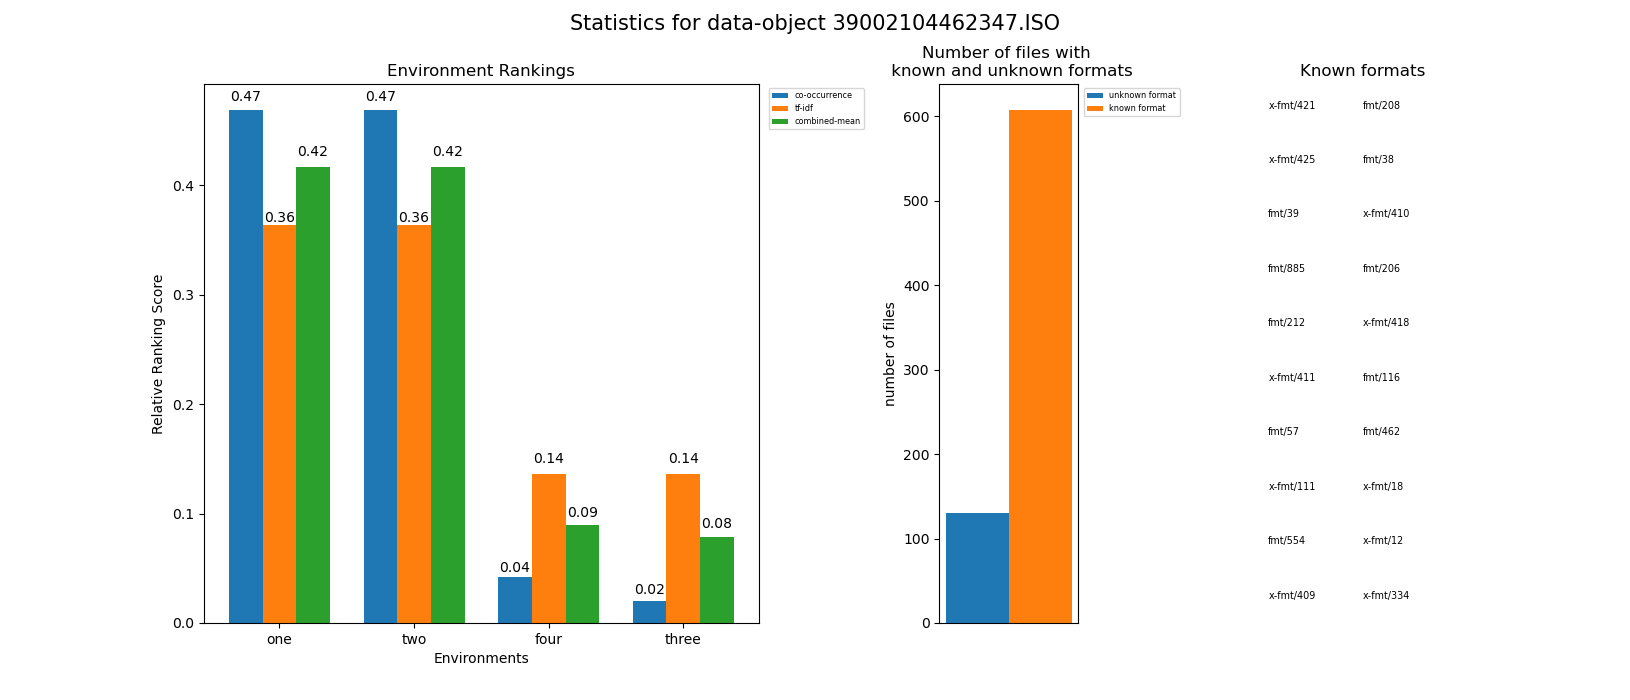 Statistics for data-object 39002104462347.ISO
Environment Rankings
0.47
0.47
0.42
0.42
0.36
0.36
0.14
0.14
0.09
0.08
0.04
0.02
0.4
0.3
0.2
0.1
0.0
Relative Ranking Score
one two four three
Environments
co-occurrence
tf-idf
combined-mean
Number of files with
known and unknown formats
600
500
400
300
200
100
0
number of files
unknown format
known format
Known formats
x-fmt/421 fmt/208
x-fmt/425 fmt/38
fmt/39 x-fmt/410
fmt/885 fmt/206
fmt/212 x-fmt/418
x-fmt/411 fmt/116
fmt/57 fmt/462
x-fmt/111 x-fmt/18
fmt/554 x-fmt/12
x-fmt/409 x-fmt/334